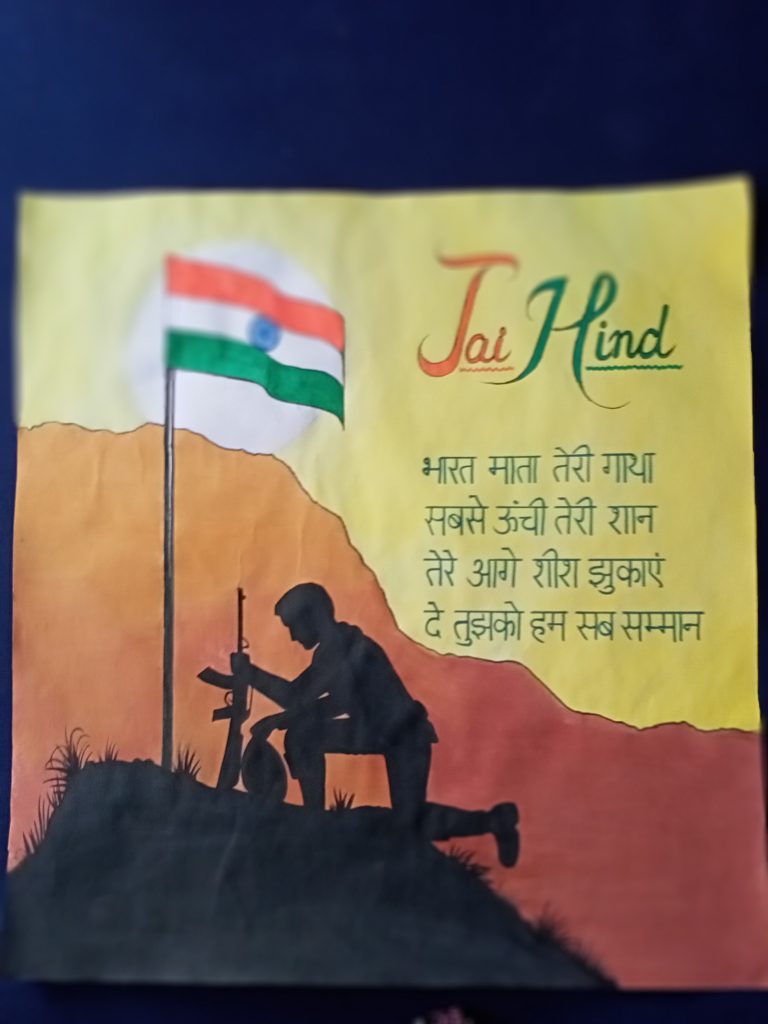 Jai Hind
भारत माता तेरी गाथा
सबसे ऊंची तेरी शान
तेरे आगे शीश झुकाएं
दे तुझको हम सब सम्मान